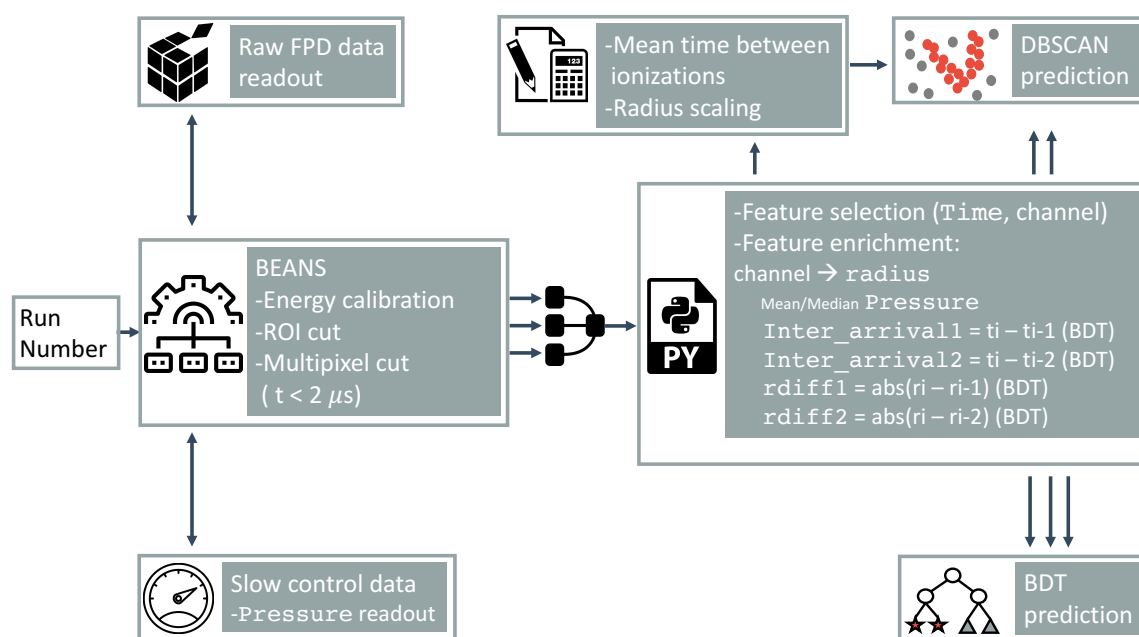 Raw FPD data
readout
-Mean time between
ionizations
-Radius scaling
123
DBSCAN
prediction
Run
Number
BEANS
-Energy calibration
-ROI cut
-Multipixel cut
( t < 2 μs)
PY
-Feature selection (Time, channel)
-Feature enrichment:
channel → radius
Mean/Median Pressure
Inter_arrival1 = ti – ti-1 (BDT)
Inter_arrival2 = ti – ti-2 (BDT)
rdiff1 = abs(ri – ri-1) (BDT)
rdiff2 = abs(ri – ri-2) (BDT)
Slow control data
-Pressure readout
BDT
prediction